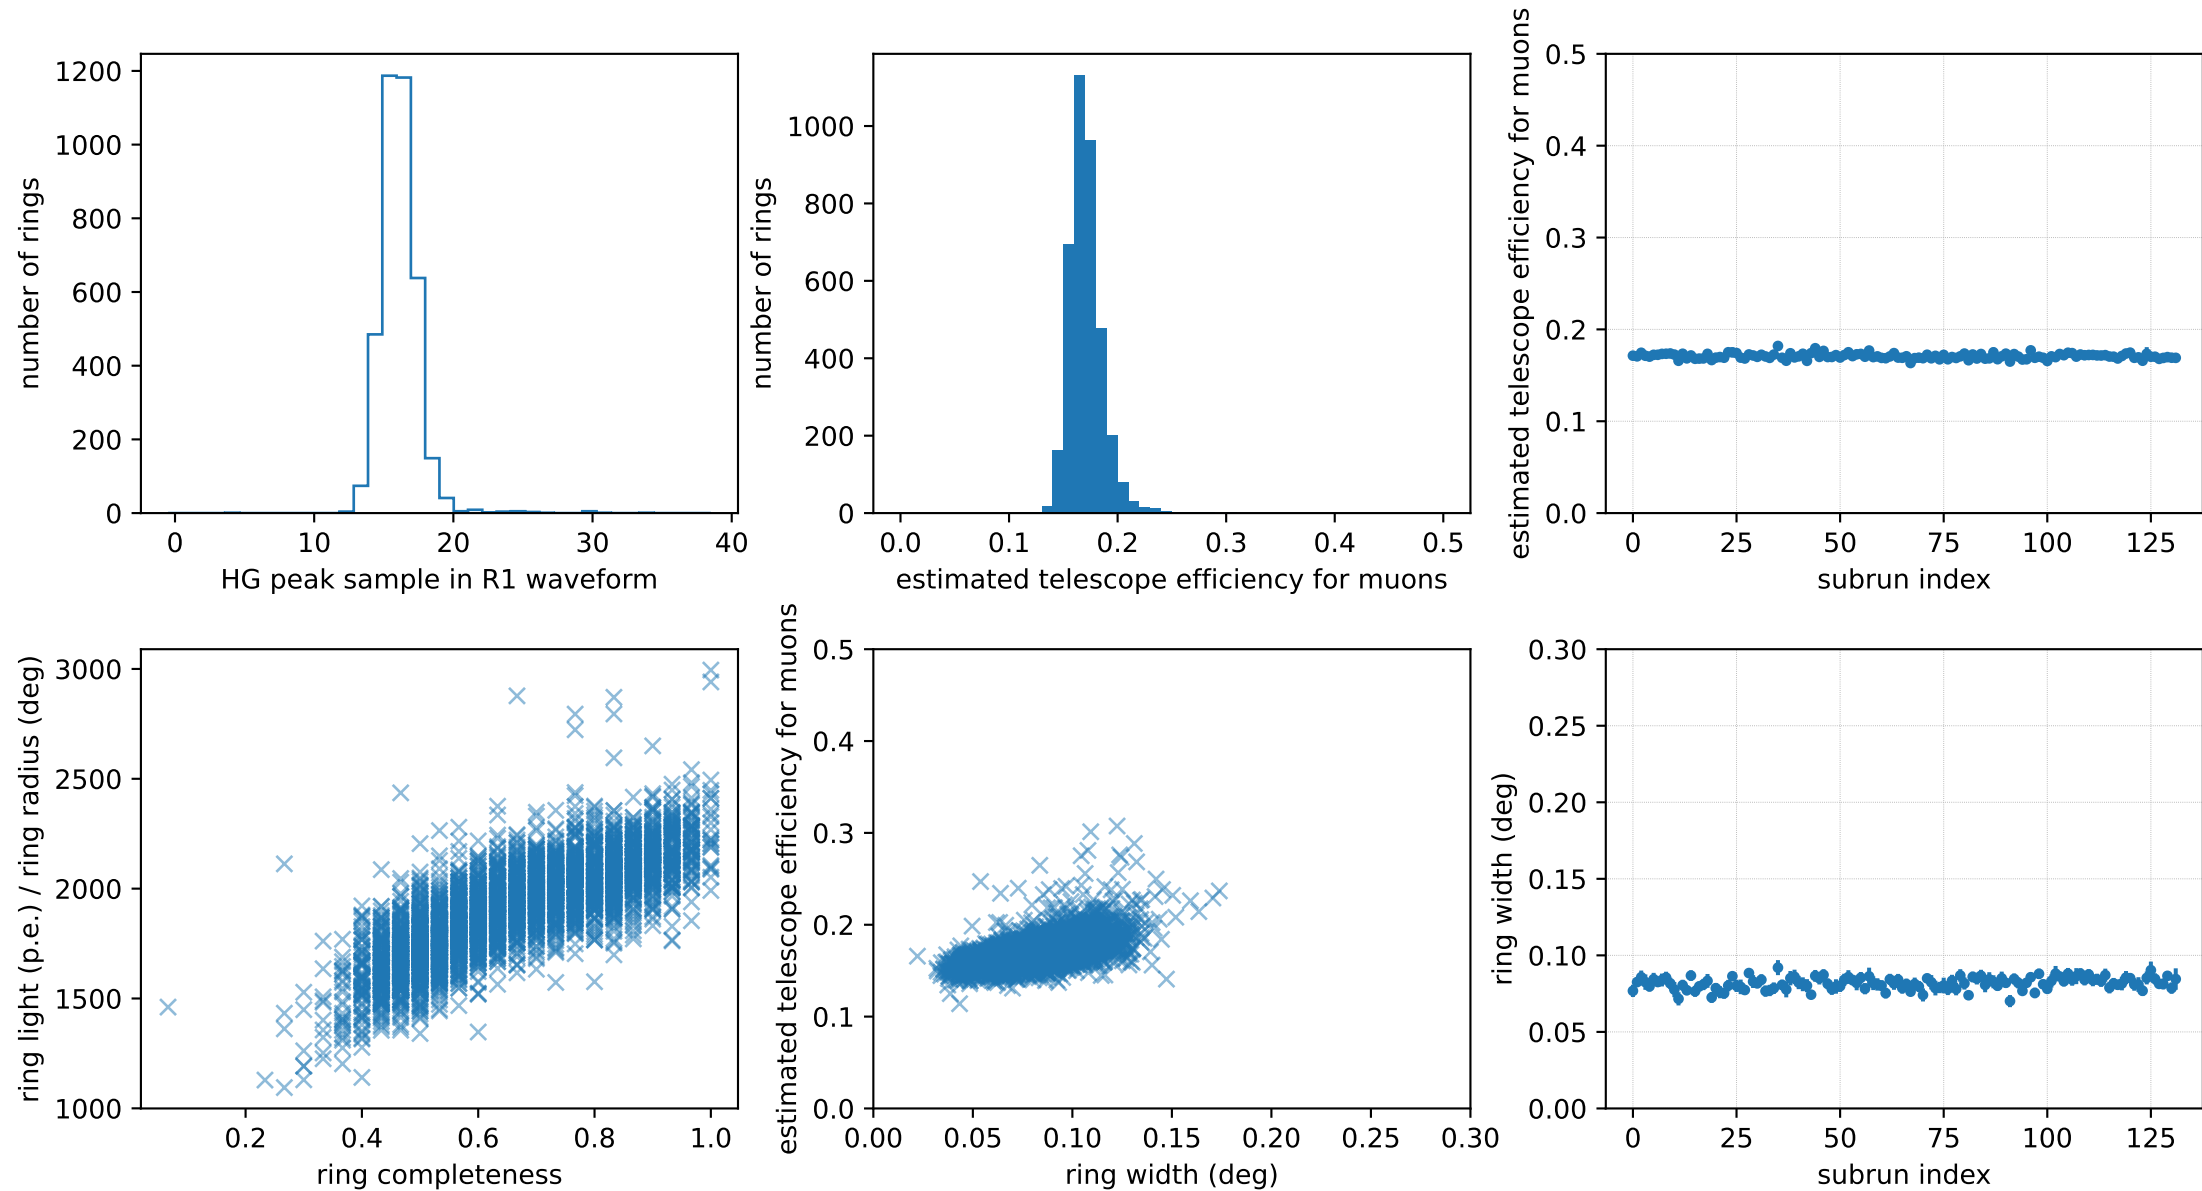 number of rings
1200
1000
800
600
400
200
0
0 10 20 30 40
HG peak sample in R1 waveform
number of rings
1000
800
600
400
200
0
0.0 0.1 0.2 0.3 0.4 0.5
estimated telescope efficiency for muons
estimated telescope efficiency for muons
0.5
0.4
0.3
0.2
0.1
0.0
0 25 50 75 100 125
subrun index
ring light (p.e.) / ring radius (deg)
3000
2500
2000
1500
1000
0.2 0.4 0.6 0.8 1.0
ring completeness
estimated telescope efficiency for muons
0.5
0.4
0.3
0.2
0.1
0.0
0.00 0.05 0.10 0.15 0.20 0.25 0.30
ring width (deg)
ring width (deg)
0.30
0.25
0.20
0.15
0.10
0.05
0.00
0 25 50 75 100 125
subrun index